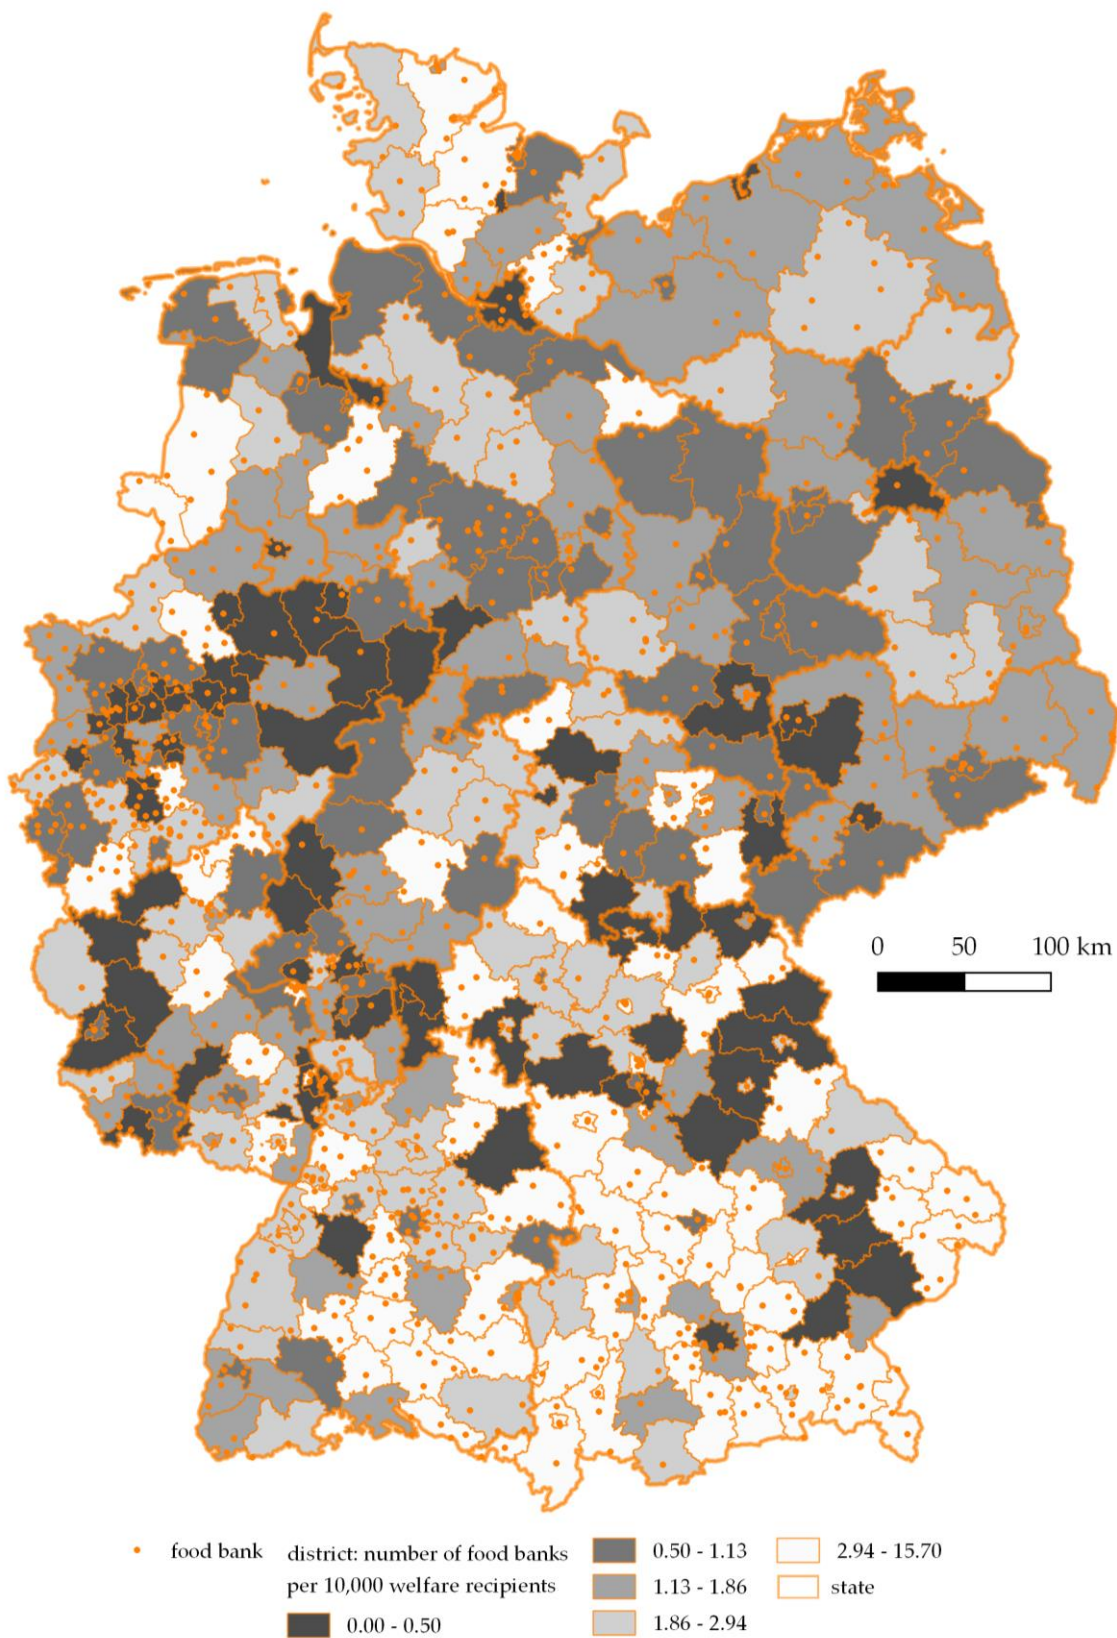 0 50 100 km
food bank
district: number of food banks
per 10,000 welfare recipients
0.00 - 0.50
0.50 - 1.13
1.13 - 1.86
1.86 - 2.94
2.94 - 15.70
state